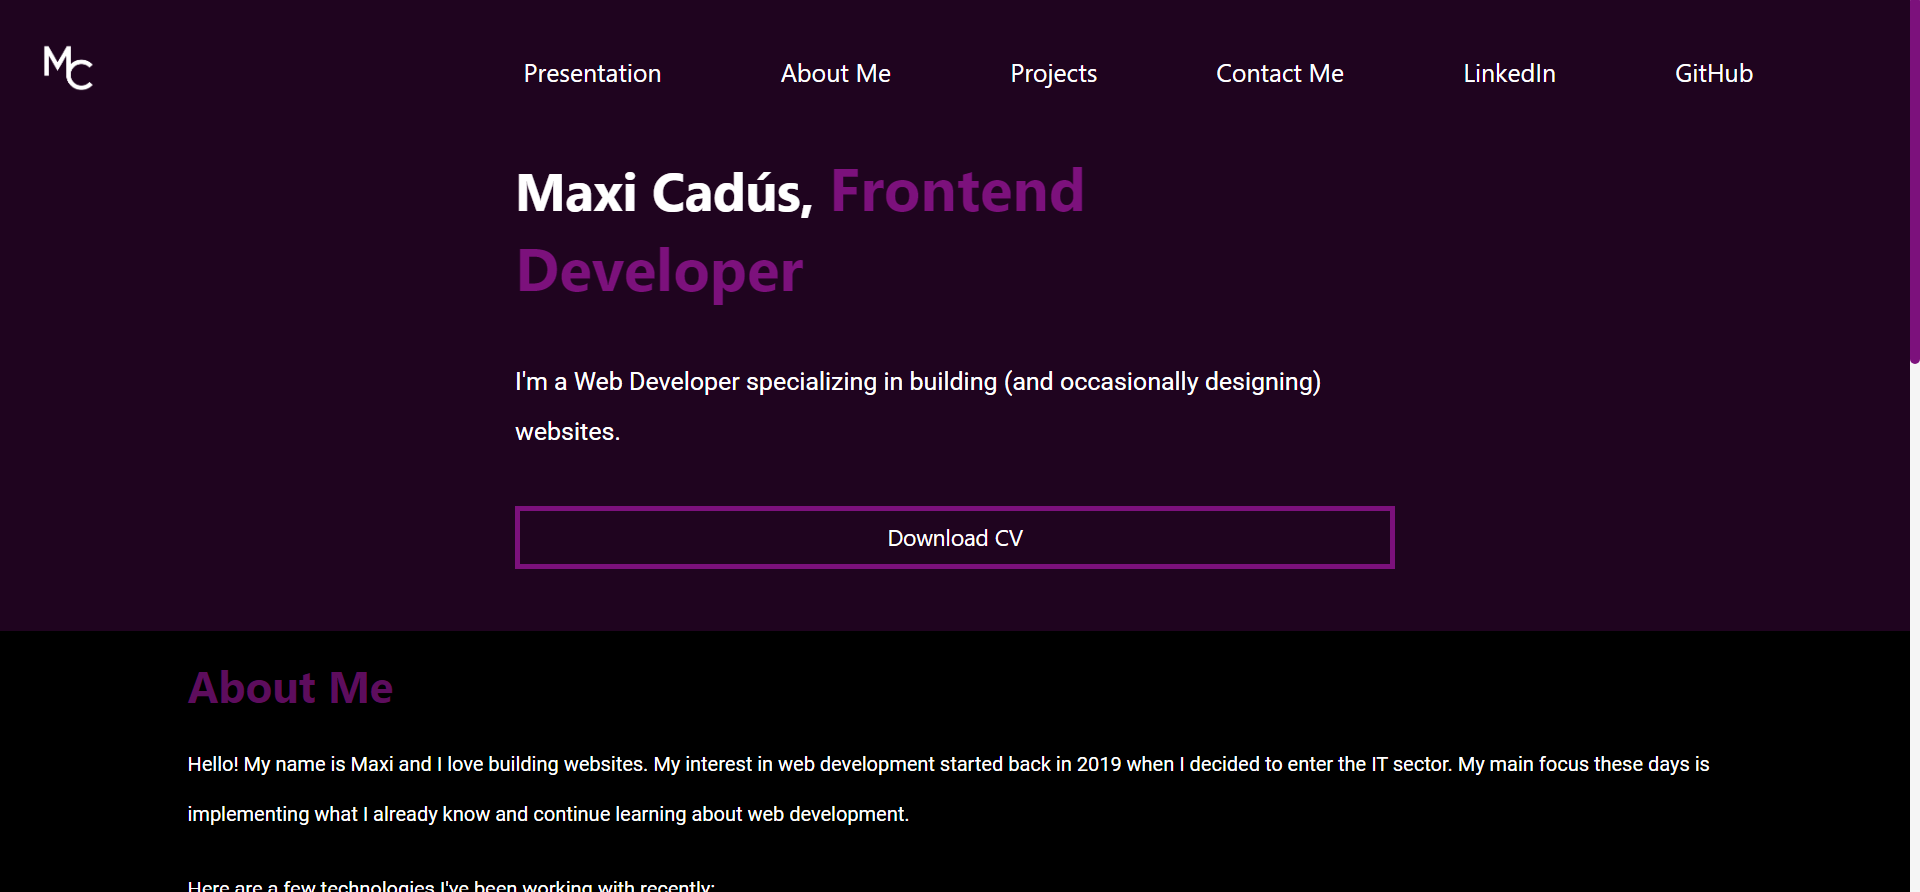 MC
Presentation About Me Projects Contact Me LinkedIn GitHub
Maxi Cadús, Frontend
Developer
I'm a Web Developer specializing in building (and occasionally designing)
websites.
Download CV
About Me
Hello! My name is Maxi and I love building websites. My interest in web development started back in 2019 when I decided to enter the IT sector. My main focus these days is
implementing what I already know and continue learning about web development.
Here are a few technologies I've been working with recently: